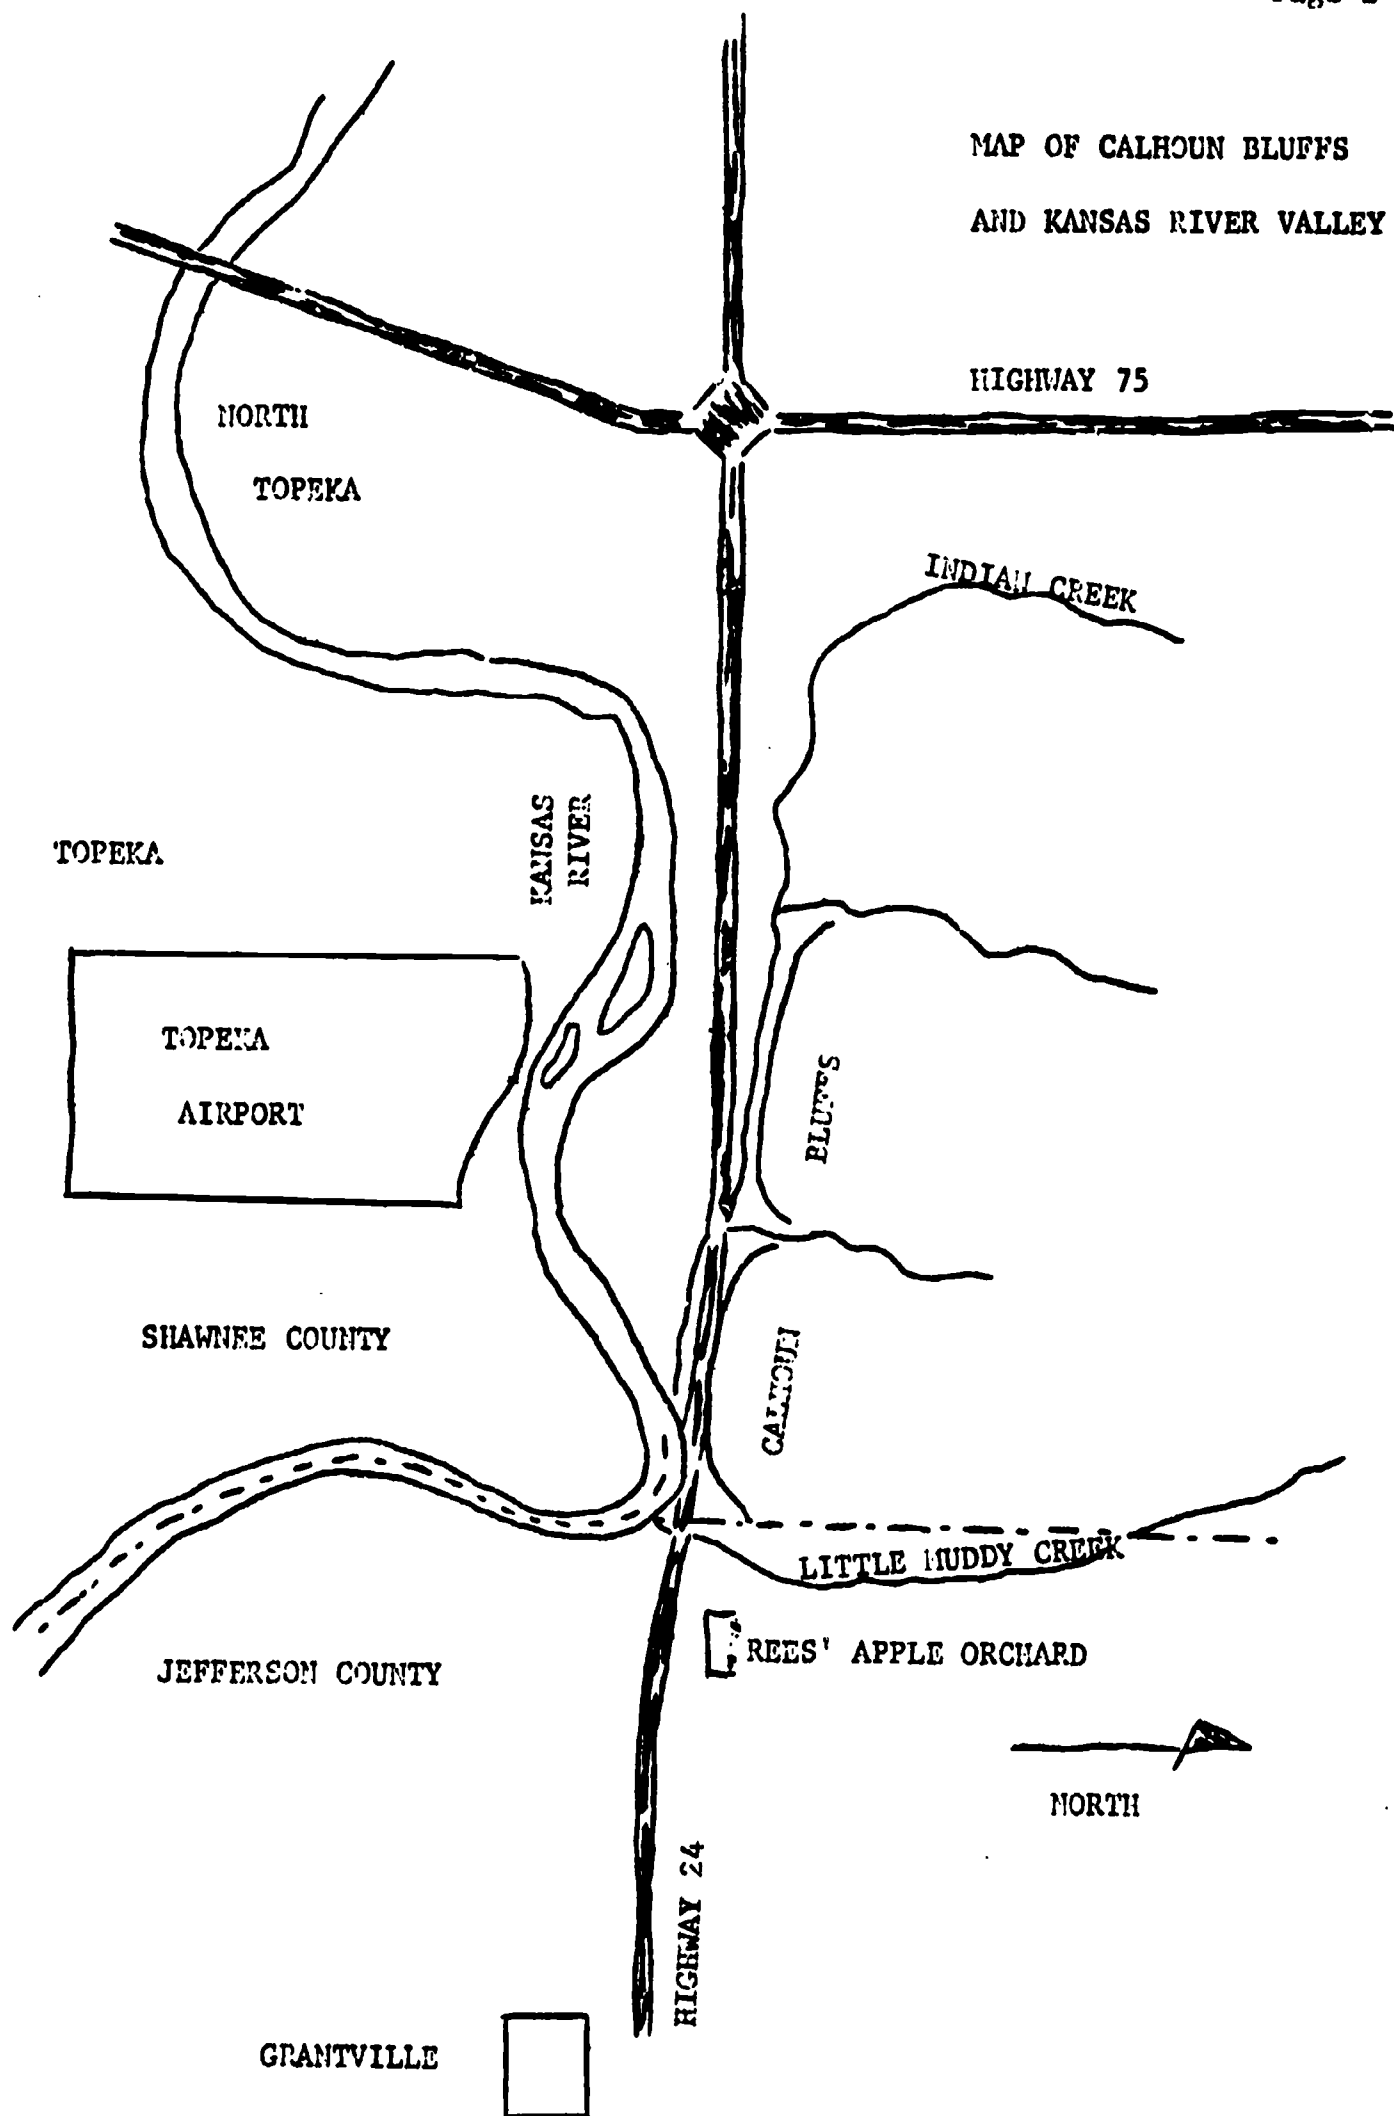 MAP OF CALHOUN BLUFFS
AND KANSAS RIVER VALLEY
HIGHWAY 75
NORTH
TOPEKA
INDIAN CREEK
KANSAS
RIVER
TOPEKA
TOPEKA
AIRPORT
BLUFFS
SHAWNEE COUNTY
CALHOUN
LITTLE MUDDY CREEK
REES' APPLE ORCHARD
JEFFERSON COUNTY
NORTH
HIGHWAY 24
GRANTVILLE